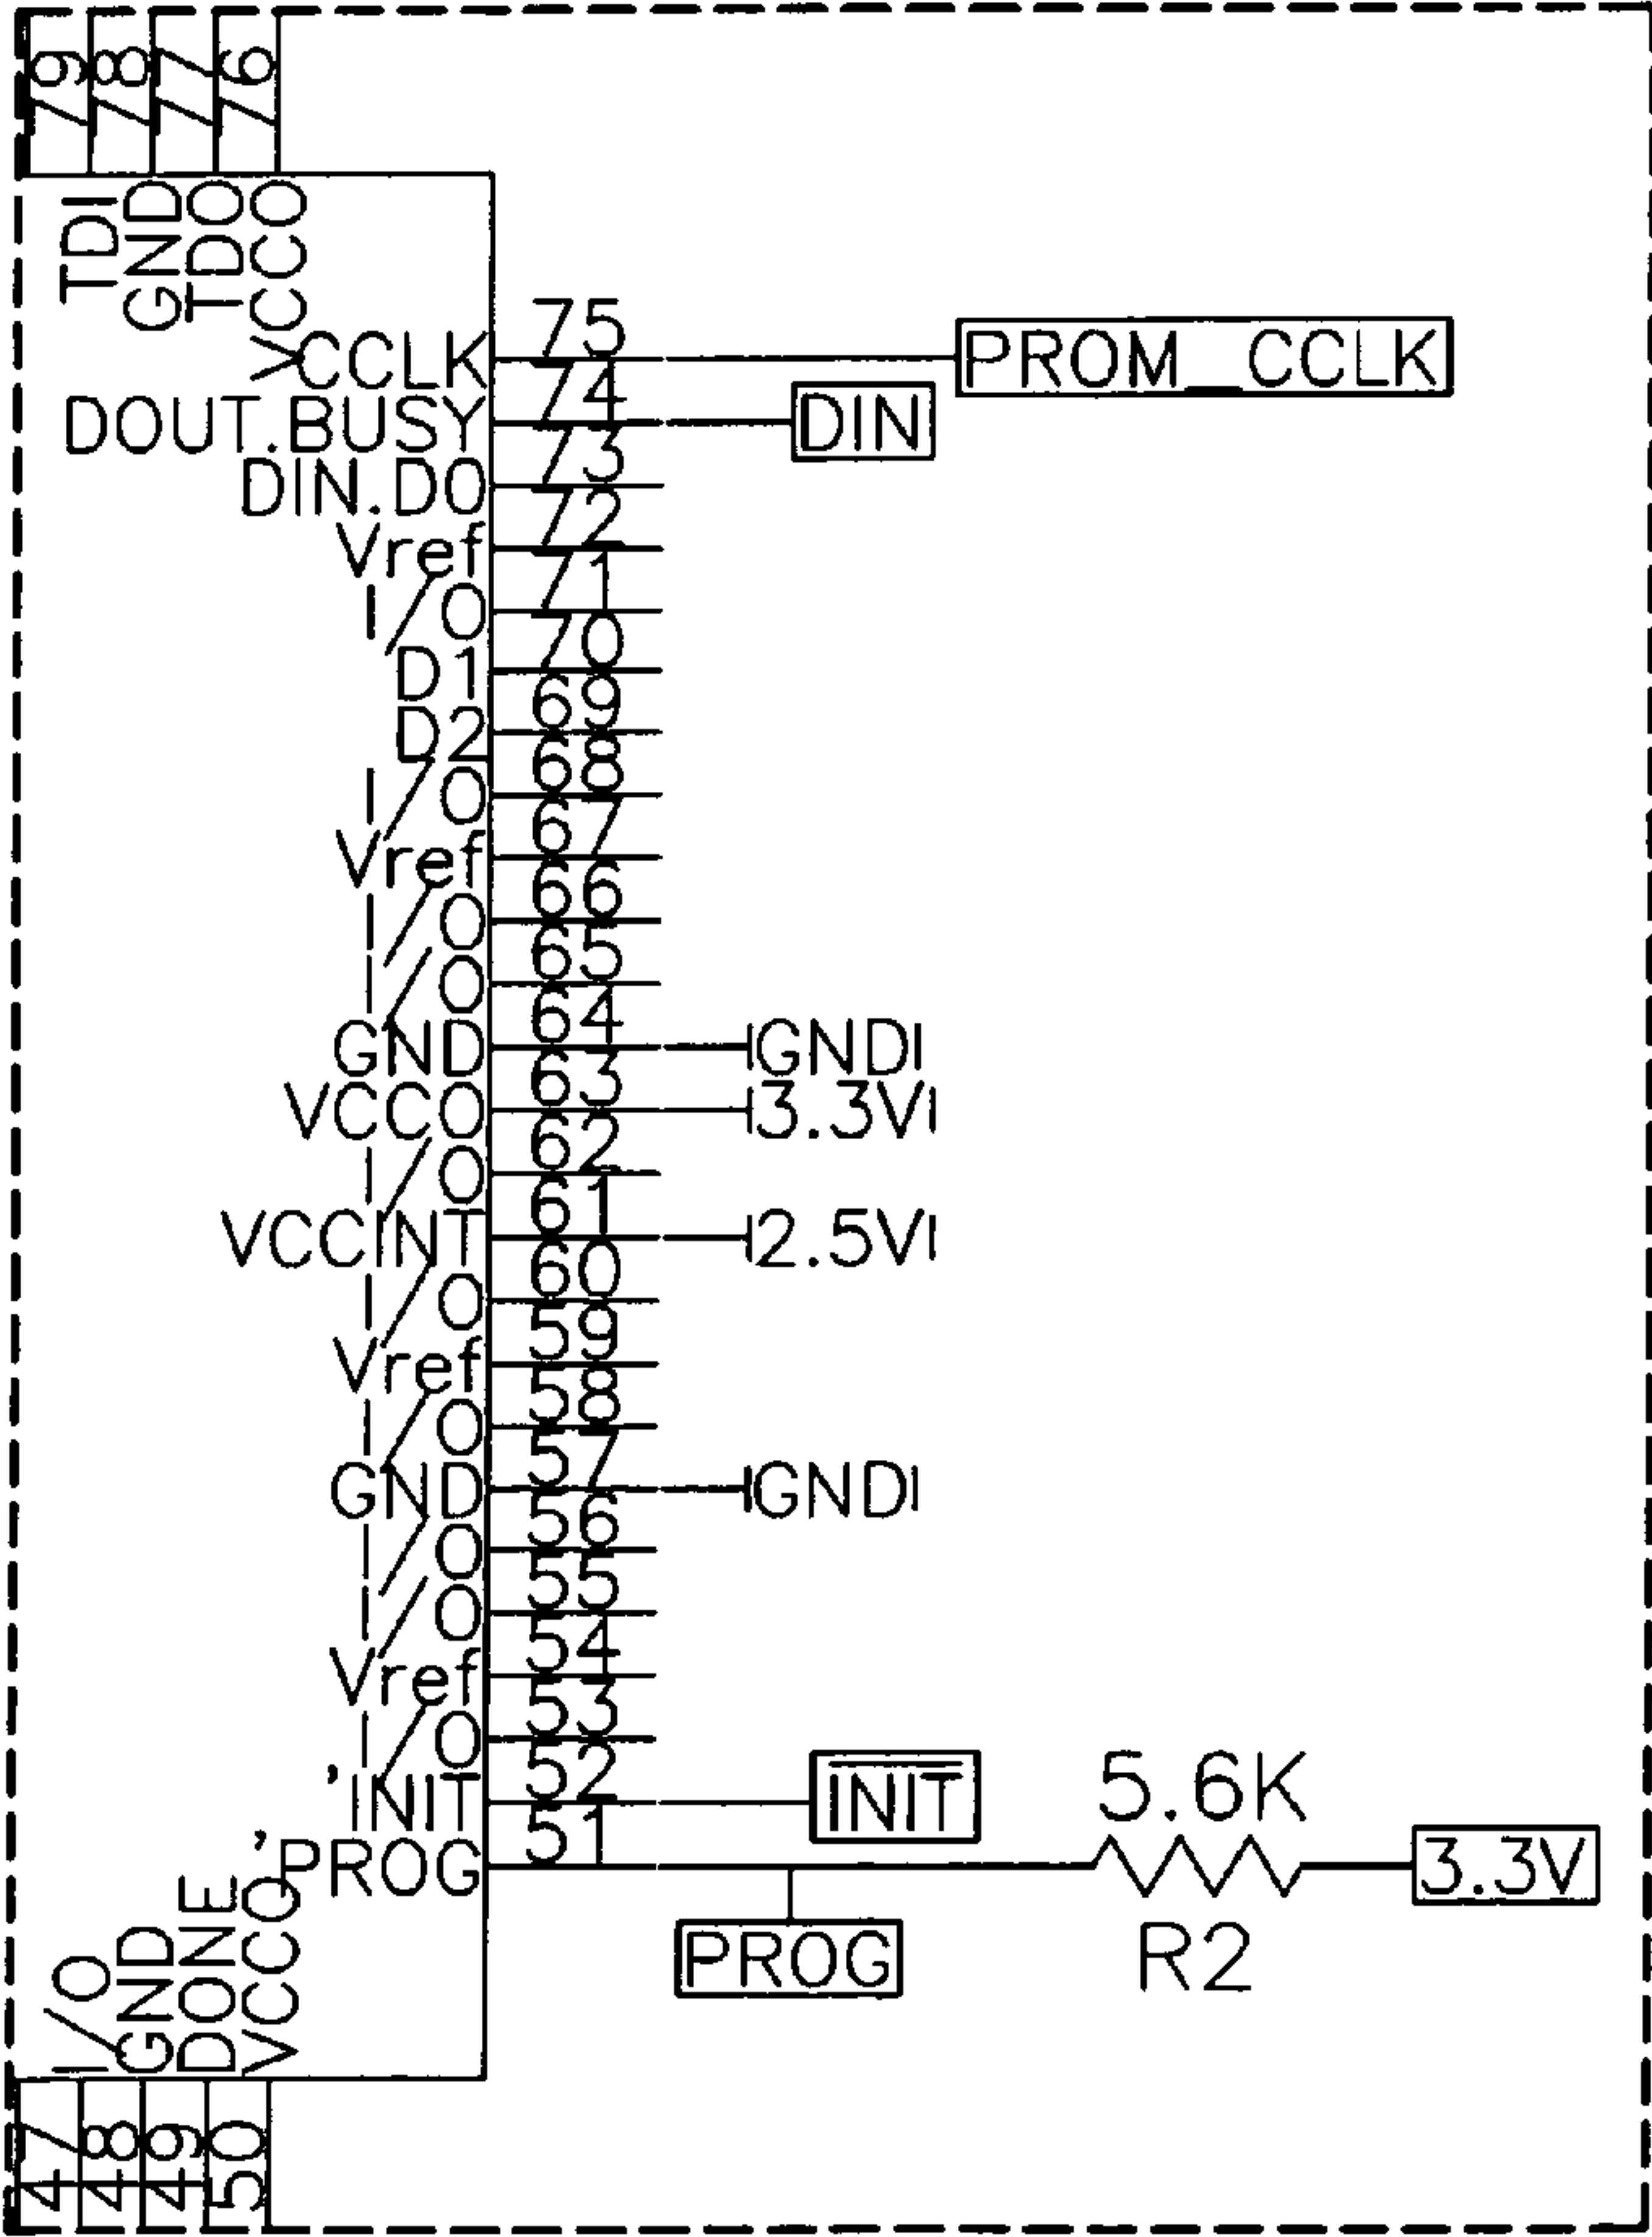 79 78 77 76
TDI GND TDO VCCO
CCLK 75 PROM_CCLK
DOUT.BUSY 74 DIN
DIN.D0 73
Vref 72
I/O 71
D1 70
D2 69
I/O 68
Vref 67
I/O 66
I/O 65
GND 64 GND
VCCO 63 3.3V
I/O 62
VCCINT 61 2.5V
I/O 60
Vref 59
I/O 58
GND 57 GND
I/O 56
I/O 55
Vref 54
I/O 53
'INIT 52 INIT
5.6K
'PROG 51 3.3V
PROG
R2
I/O GND DONE VCCO
47 48 49 50